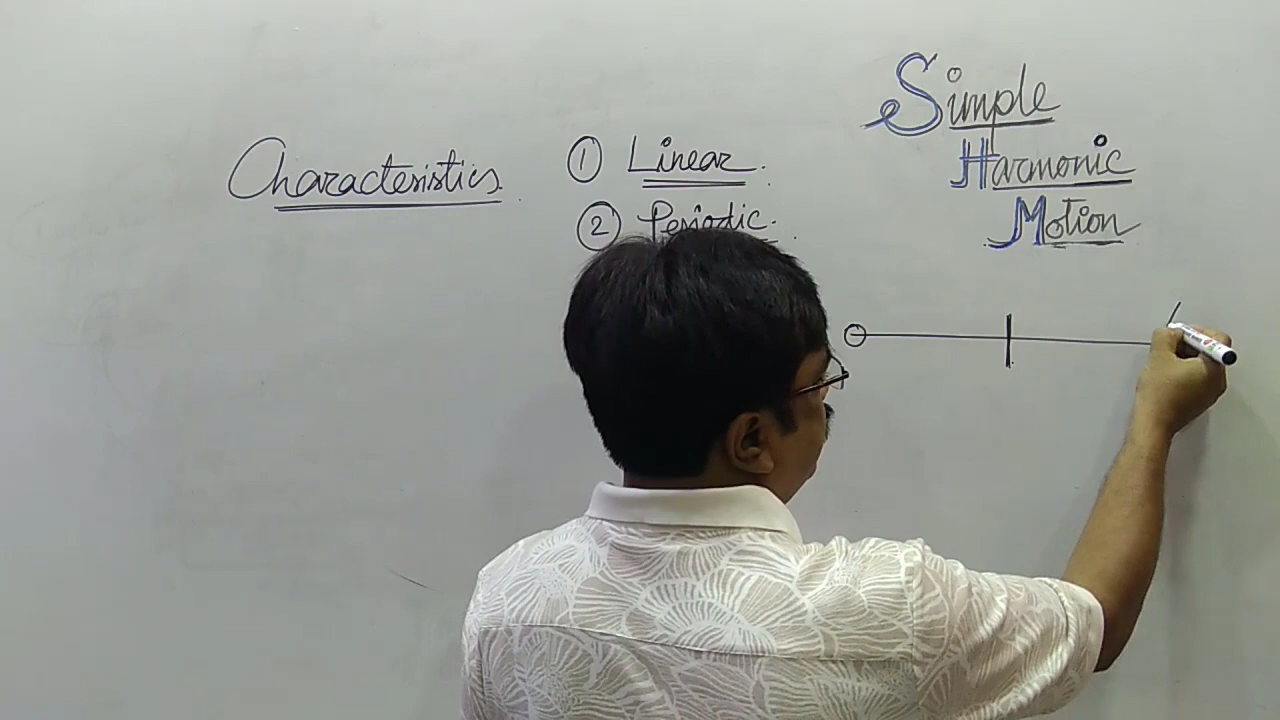 Simple
Harmonic
Motion
Characteristics.
① Linear.
② Periodic.